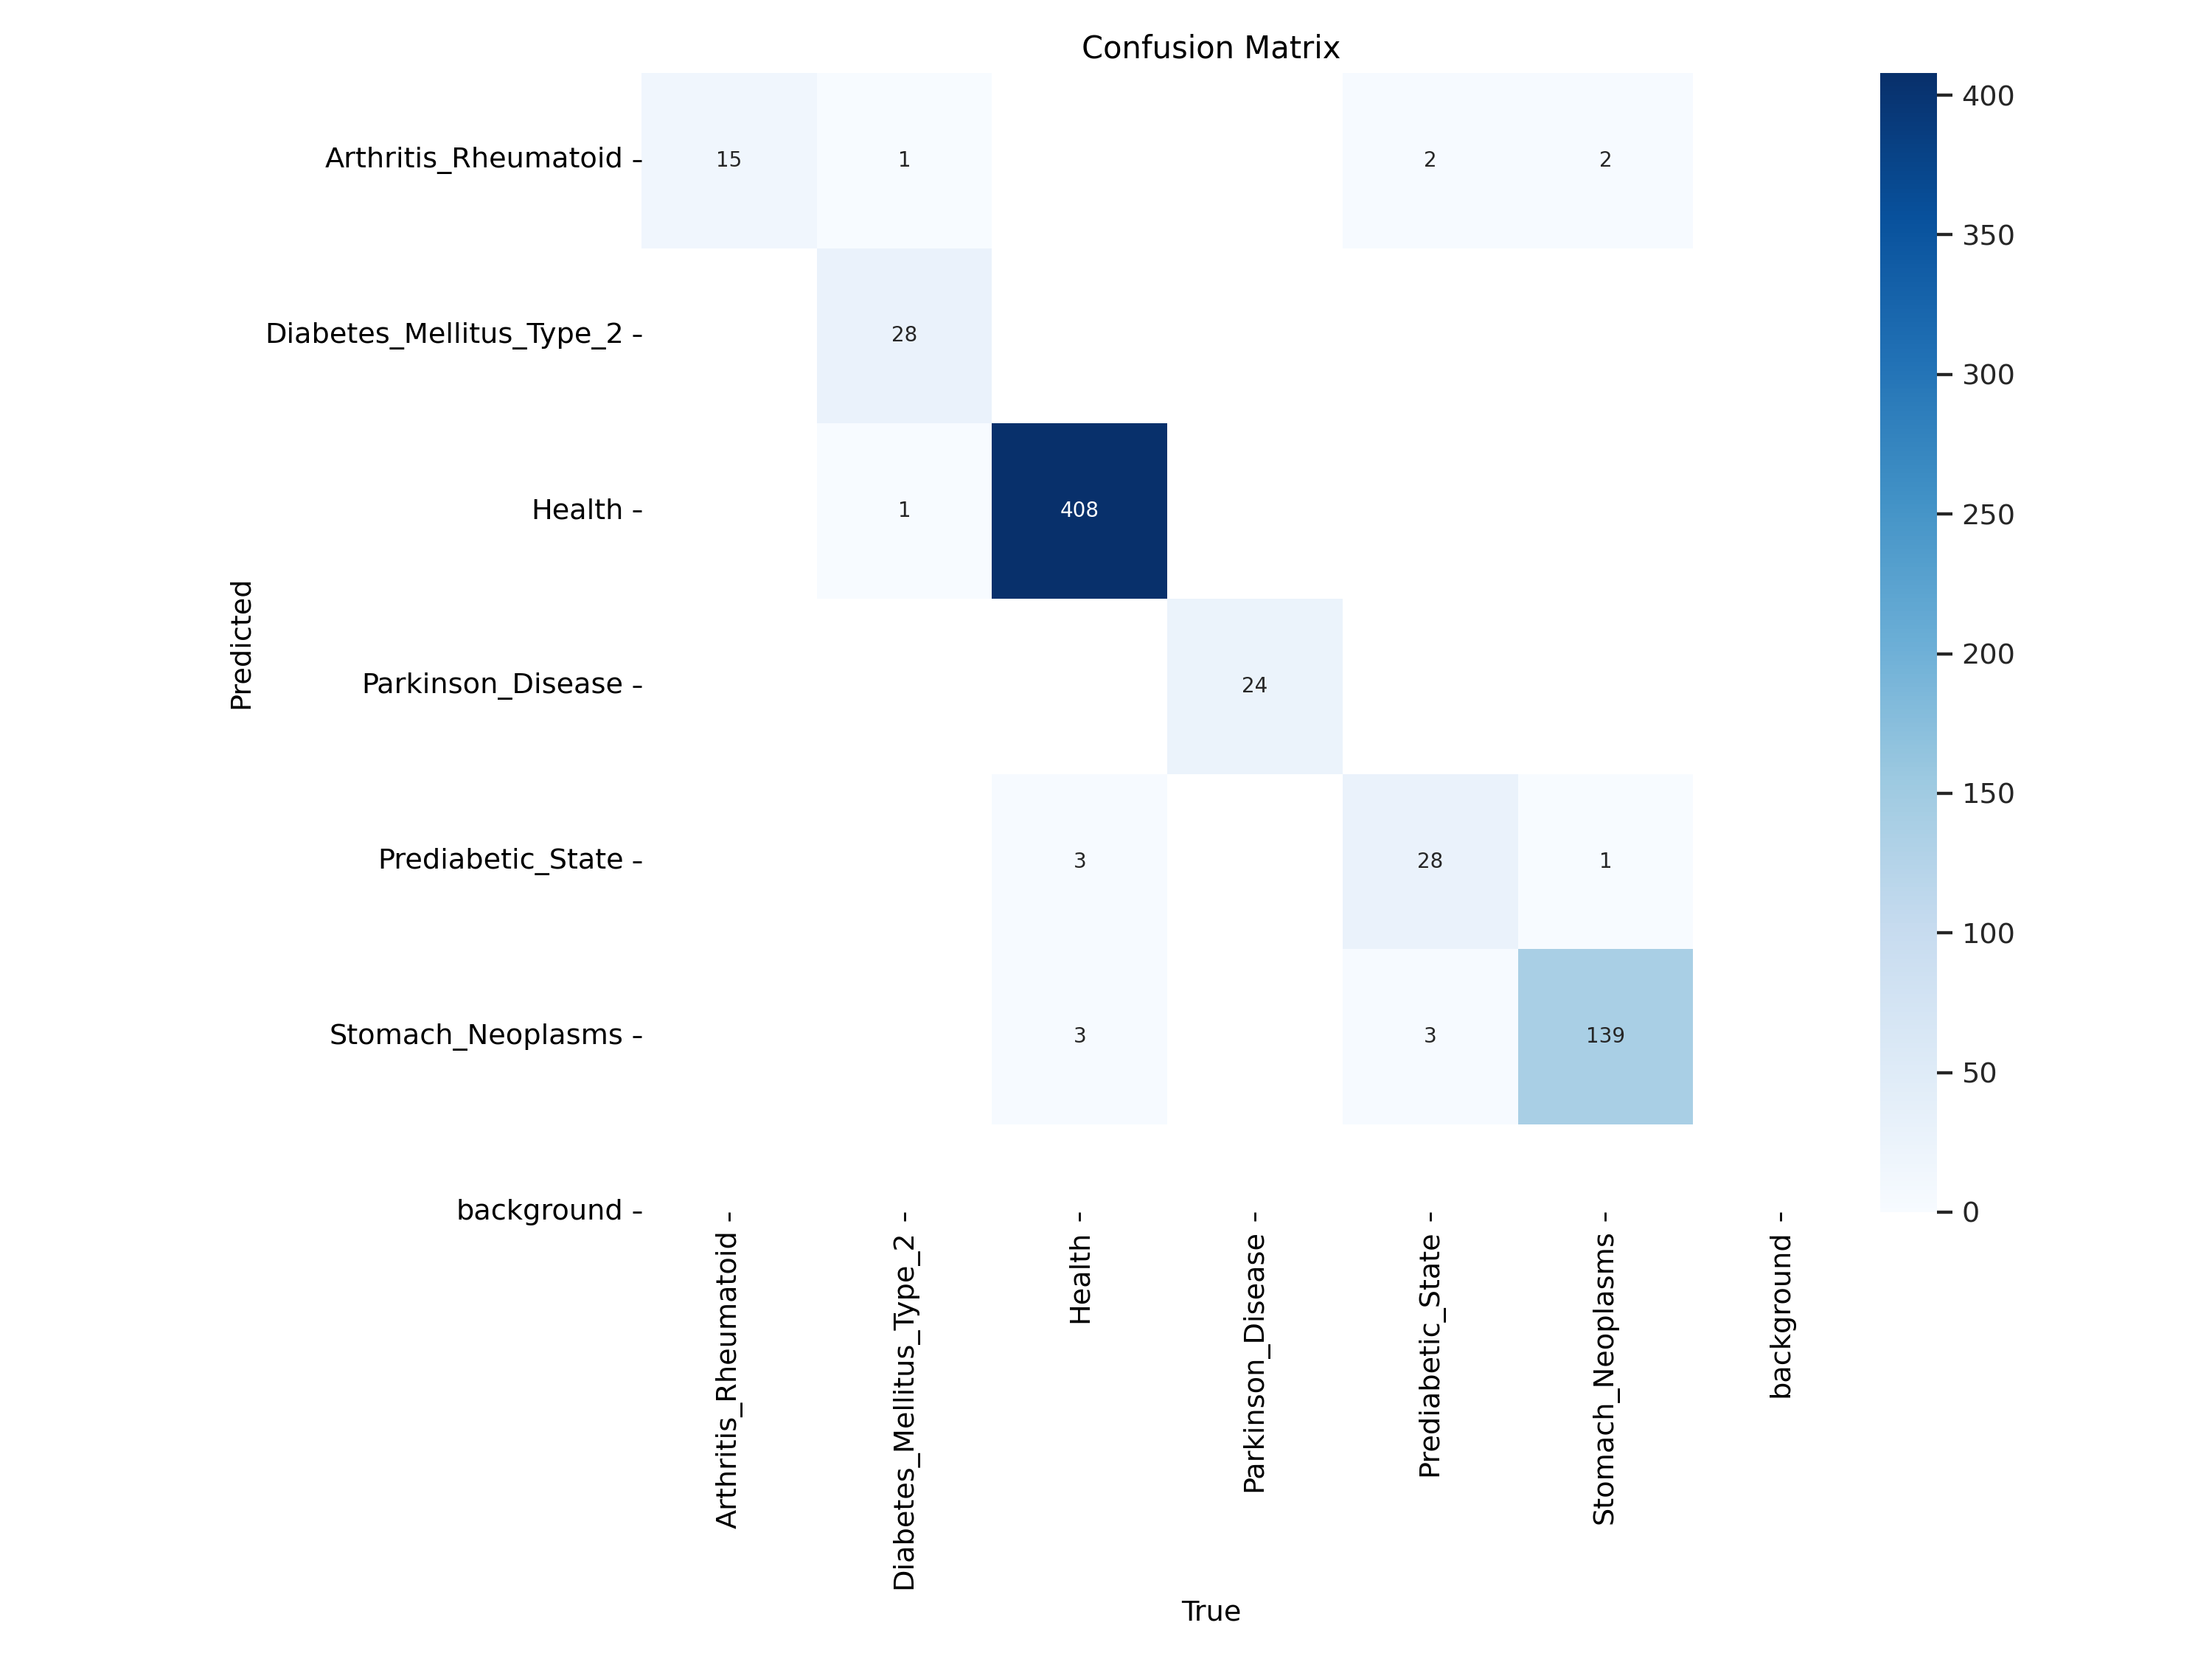 Confusion Matrix
Arthritis_Rheumatoid
15 1 2 2
Diabetes_Mellitus_Type_2
28
Health
1 408
Parkinson_Disease
24
Prediabetic_State
3 28 1
Stomach_Neoplasms
3 3 139
background
Predicted
Arthritis_Rheumatoid
Diabetes_Mellitus_Type_2
Health
Parkinson_Disease
Prediabetic_State
Stomach_Neoplasms
background
True
400
350
300
250
200
150
100
50
0